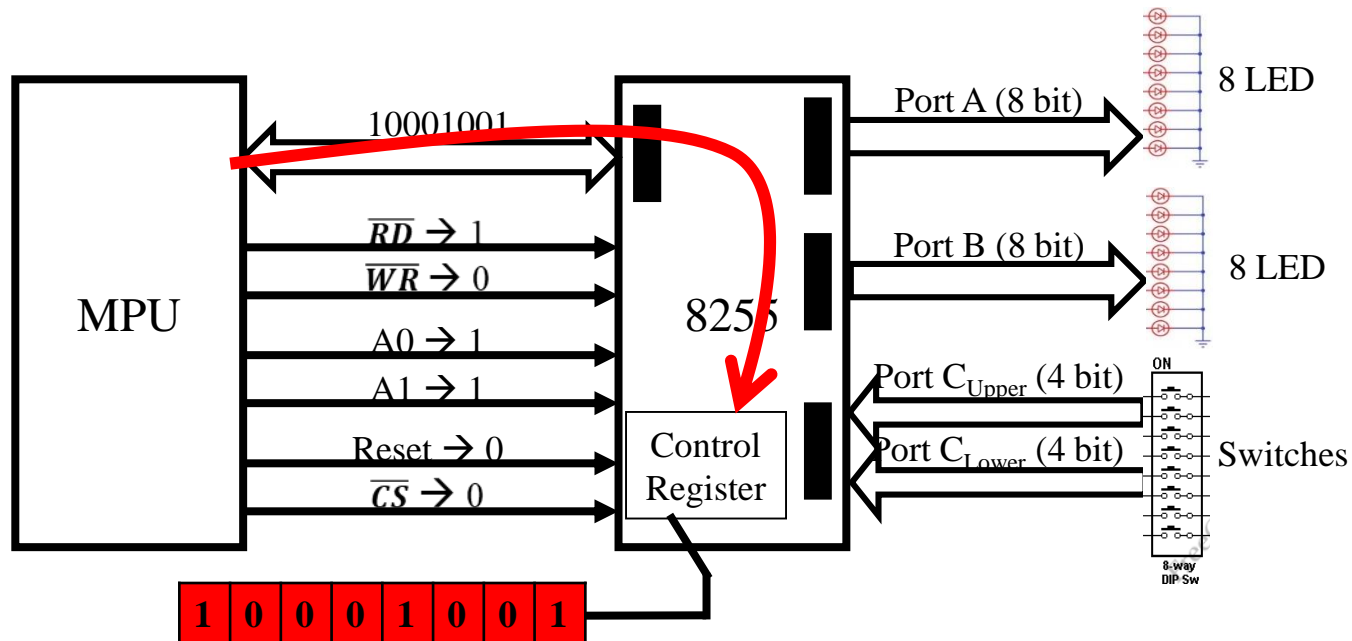 Port A (8 bit)
8 LED
10001001
RD → 1
WR → 0
A0 → 1
A1 → 1
Reset → 0
CS → 0
MPU
8255
Port B (8 bit)
8 LED
ON
Port C Upper (4 bit)
Port C Lower (4 bit)
Switches
8-way
DIP Sw
Control
Register
1 0 0 0 1 0 0 1